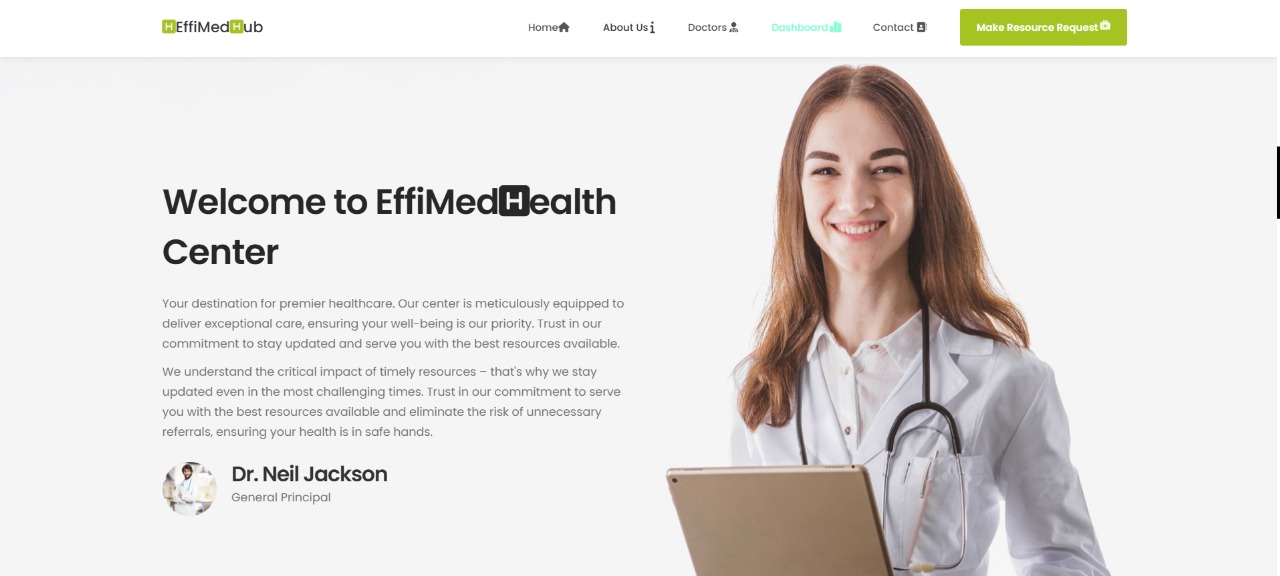 HEffiMedHub
Home
About Us
Doctors
Dashboard
Contact
Make Resource Request
Welcome to EffiMedHealth
Center
Your destination for premier healthcare. Our center is meticulously equipped to
deliver exceptional care, ensuring your well-being is our priority. Trust in our
commitment to stay updated and serve you with the best resources available.
We understand the critical impact of timely resources – that's why we stay
updated even in the most challenging times. Trust in our commitment to serve
you with the best resources available and eliminate the risk of unnecessary
referrals, ensuring your health is in safe hands.
Dr. Neil Jackson
General Principal